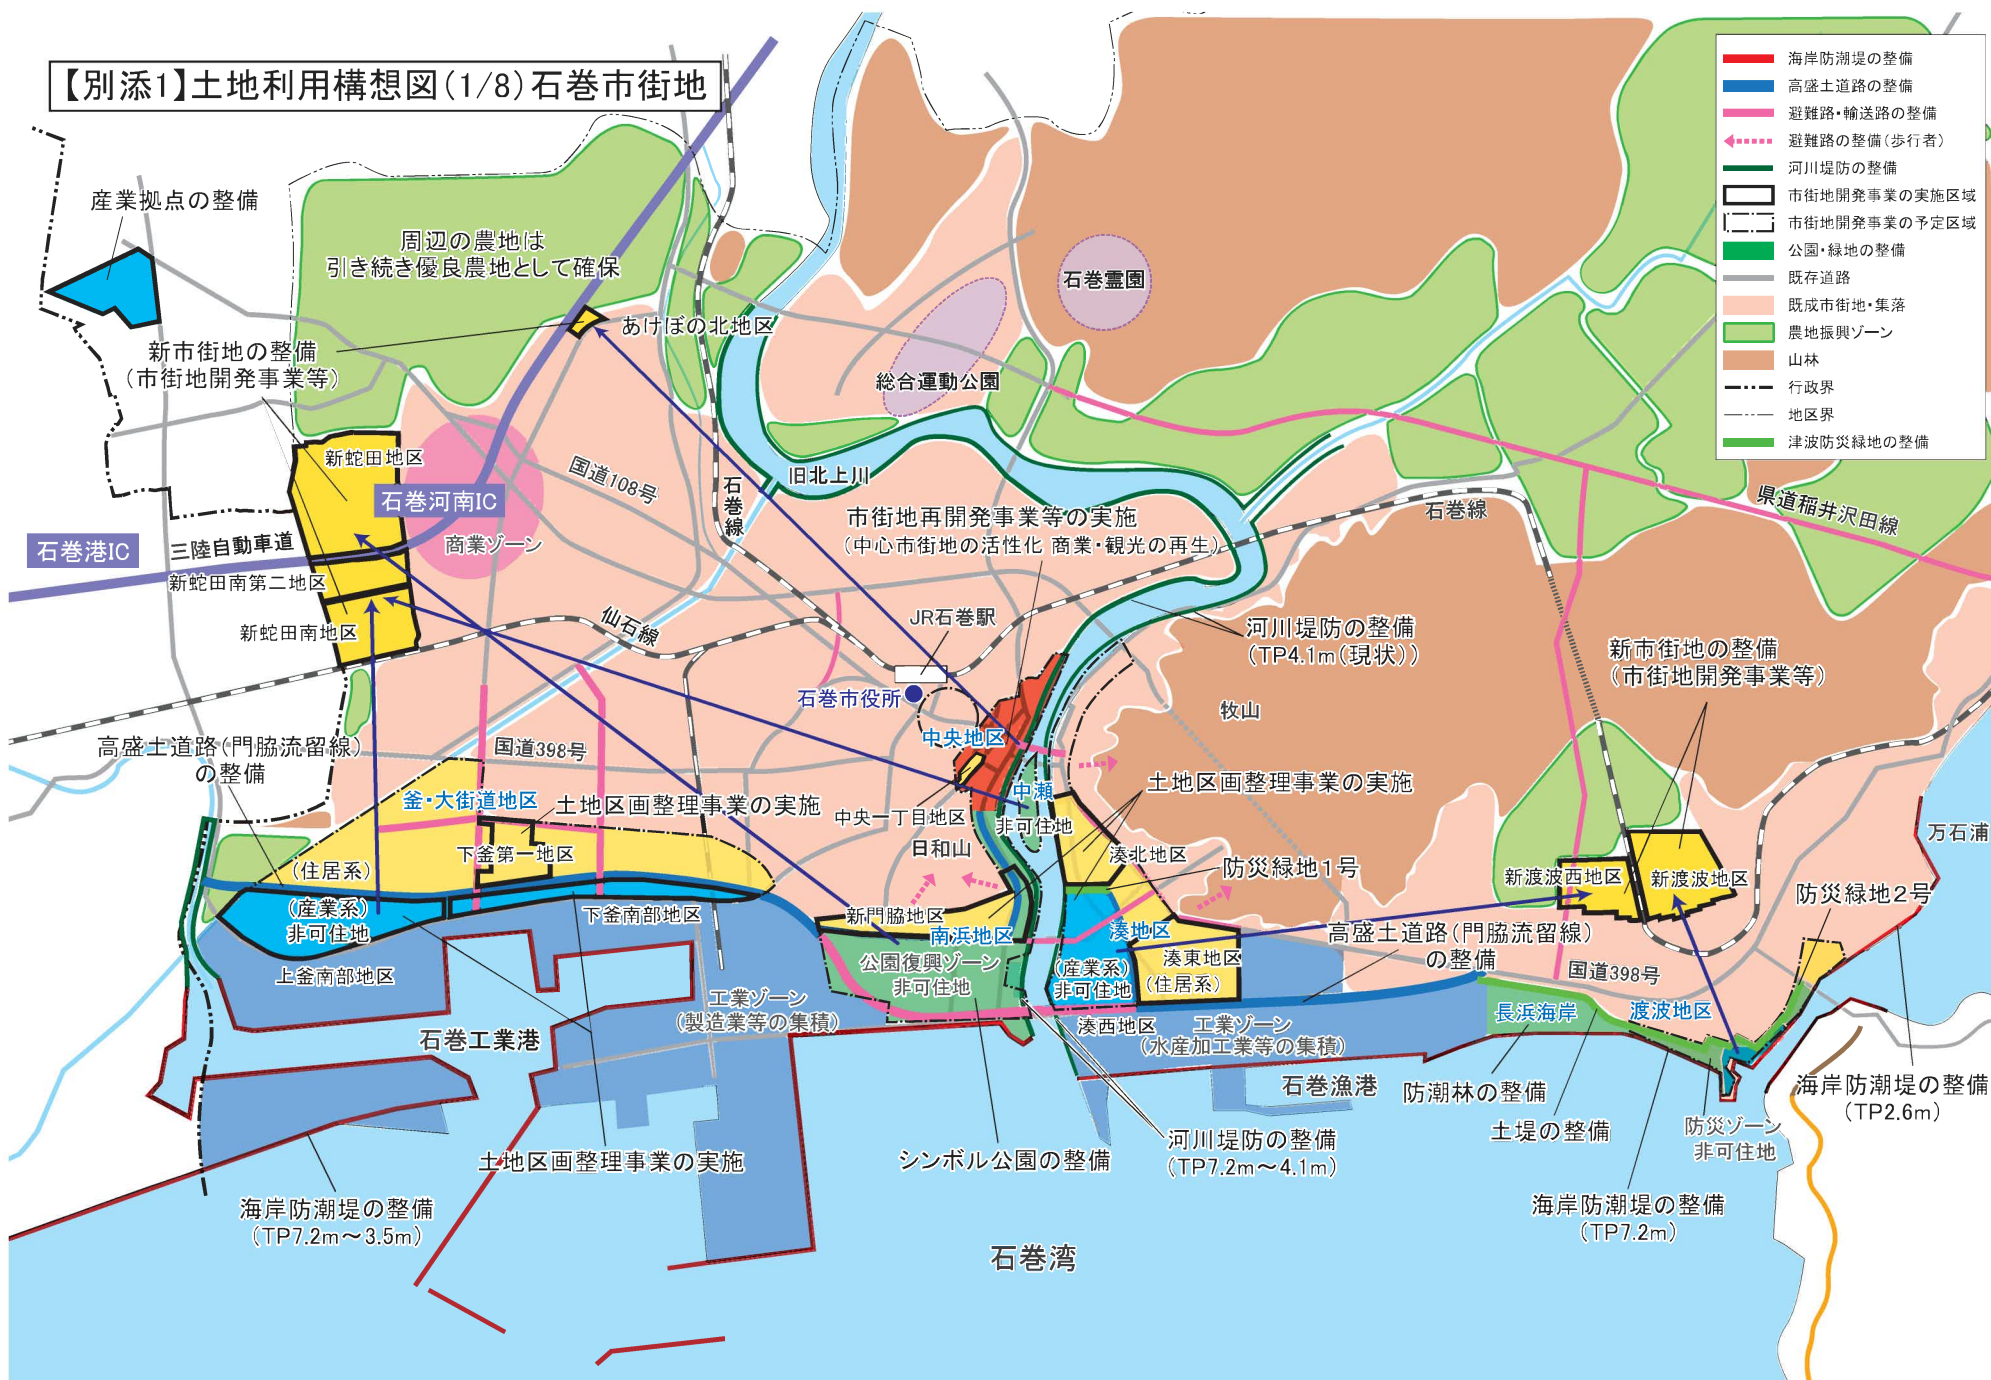 【別添1】土地利用構想図(1/8)石巻市街地
海岸防潮堤の整備
高盛土道路の整備
避難路・輸送路の整備
避難路の整備(歩行者)
河川堤防の整備
市街地開発事業の実施区域
市街地開発事業の予定区域
公園・緑地の整備
既存道路
既成市街地・集落
農地振興ゾーン
山林
行政界
地区界
津波防災緑地の整備
産業拠点の整備
周辺の農地は
引き続き優良農地として確保
石巻霊園
あけぼの北地区
新市街地の整備
(市街地開発事業等)
総合運動公園
新蛇田地区
国道108号
旧北上川
石巻線
石巻河南IC
石巻線
県道稲井沢田線
市街地再開発事業等の実施
(中心市街地の活性化 商業・観光の再生)
商業ゾーン
三陸自動車道
石巻港IC
新蛇田南第二地区
新蛇田南地区
仙石線
JR石巻駅
河川堤防の整備
(TP4.1m(現状))
新市街地の整備
(市街地開発事業等)
石巻市役所
牧山
中央地区
高盛土道路(門脇流留線)
の整備
国道398号
土地区画整理事業の実施
中瀬
釜・大街道地区
土地区画整理事業の実施
中央一丁目地区
非可住地
万石浦
日和山
湊北地区
下釜第一地区
防災緑地1号
(住居系)
新渡波西地区
新渡波地区
防災緑地2号
(産業系)
非可住地
下釜南部地区
新門脇地区
南浜地区
湊地区
高盛土道路(門脇流留線)
の整備
湊東地区
(住居系)
公園復興ゾーン
非可住地
(産業系)
非可住地
上釜南部地区
国道398号
工業ゾーン
(製造業等の集積)
長浜海岸
渡波地区
湊西地区
工業ゾーン
(水産加工業等の集積)
石巻工業港
石巻漁港
防潮林の整備
海岸防潮堤の整備
(TP2.6m)
土堤の整備
防災ゾーン
非可住地
河川堤防の整備
(TP7.2m～4.1m)
シンボル公園の整備
土地区画整理事業の実施
海岸防潮堤の整備
(TP7.2m～3.5m)
海岸防潮堤の整備
(TP7.2m)
石巻湾